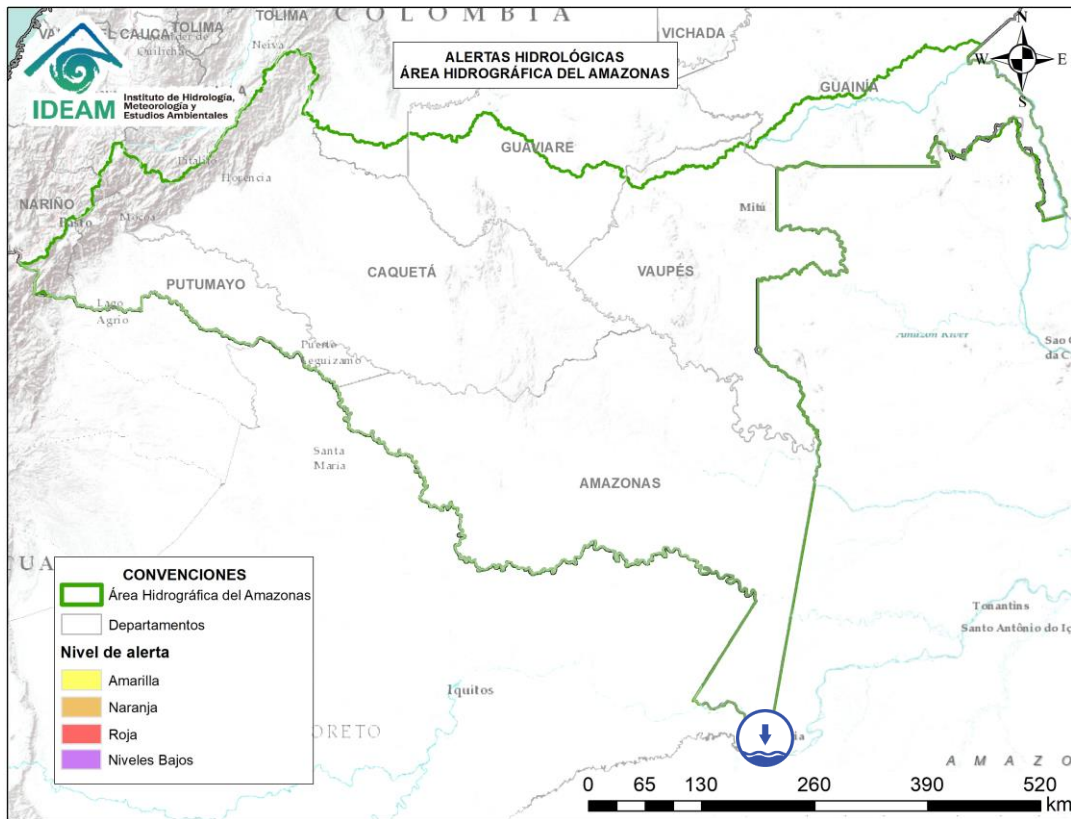 COLOMBIA
TOLIMA
TOLIMA
Neiva
VICHADA
IDEAM
Instituto de Hidrología,
Meteorología y
Estudios Ambientales
ALERTAS HIDROLÓGICAS
ÁREA HIDROGRÁFICA DEL AMAZONAS
N
W
E
S
GUAINÍA
GUAVIARE
Florencia
NARIÑO
Pasto
Mocoa
Mitú
CAQUETÁ
VAUPÉS
PUTUMAYO
Lago
Agrio
Puerto
Amazon River
Santa
Maria
AMAZONAS
Tonantins
Santo Antônio do Iç
Iquitos
ORETO
AMAZO
CONVENCIONES
Área Hidrográfica del Amazonas
Departamentos
Nivel de alerta
Amarilla
Naranja
Roja
Niveles Bajos
0 65 130 260 390 520
km